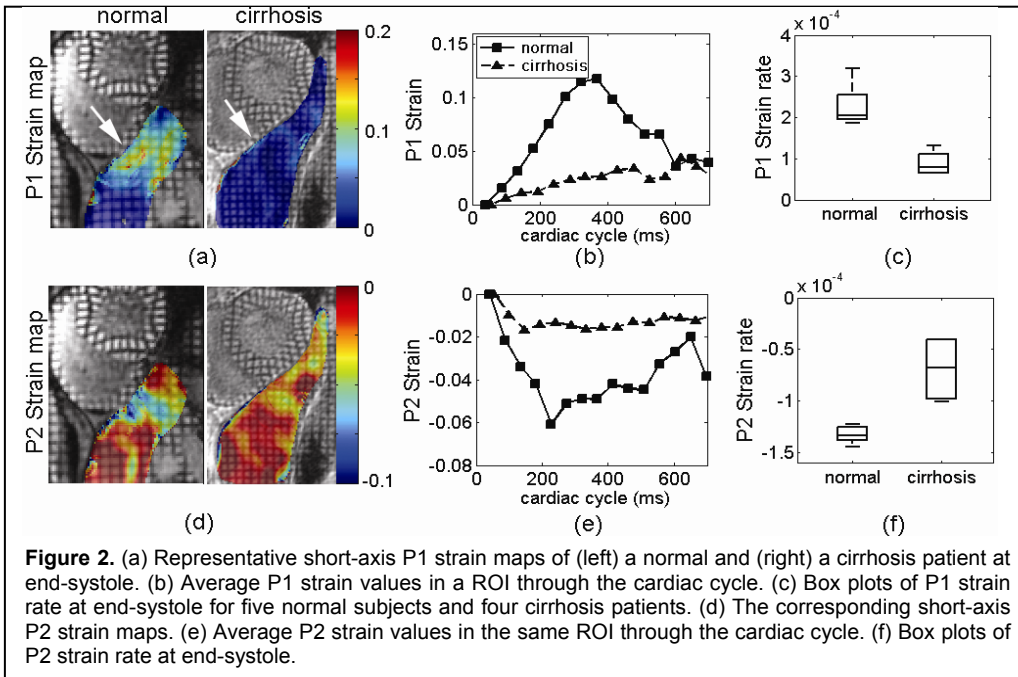 normal cirrhosis
P1 Strain map
0.2
0.1
0
(a)
normal
cirrhosis
P1 Strain
0.1
0.05
0
0 200 400 600
cardiac cycle (ms)
(b)
x 10-4
P1 Strain rate
4
3
2
1
0
normal cirrhosis
(c)
P2 Strain map
0
-0.1
(d)
P2 Strain
0
-0.02
-0.04
-0.06
-0.08
0 200 400 600
cardiac cycle (ms)
(e)
x 10-4
P2 Strain rate
0
-0.5
-1
-1.5
normal cirrhosis
(f)
Figure 2. (a) Representative short-axis P1 strain maps of (left) a normal and (right) a cirrhosis patient at
end-systole. (b) Average P1 strain values in a ROI through the cardiac cycle. (c) Box plots of P1 strain
rate at end-systole for five normal subjects and four cirrhosis patients. (d) The corresponding short-axis
P2 strain maps. (e) Average P2 strain values in the same ROI through the cardiac cycle. (f) Box plots of
P2 strain rate at end-systole.